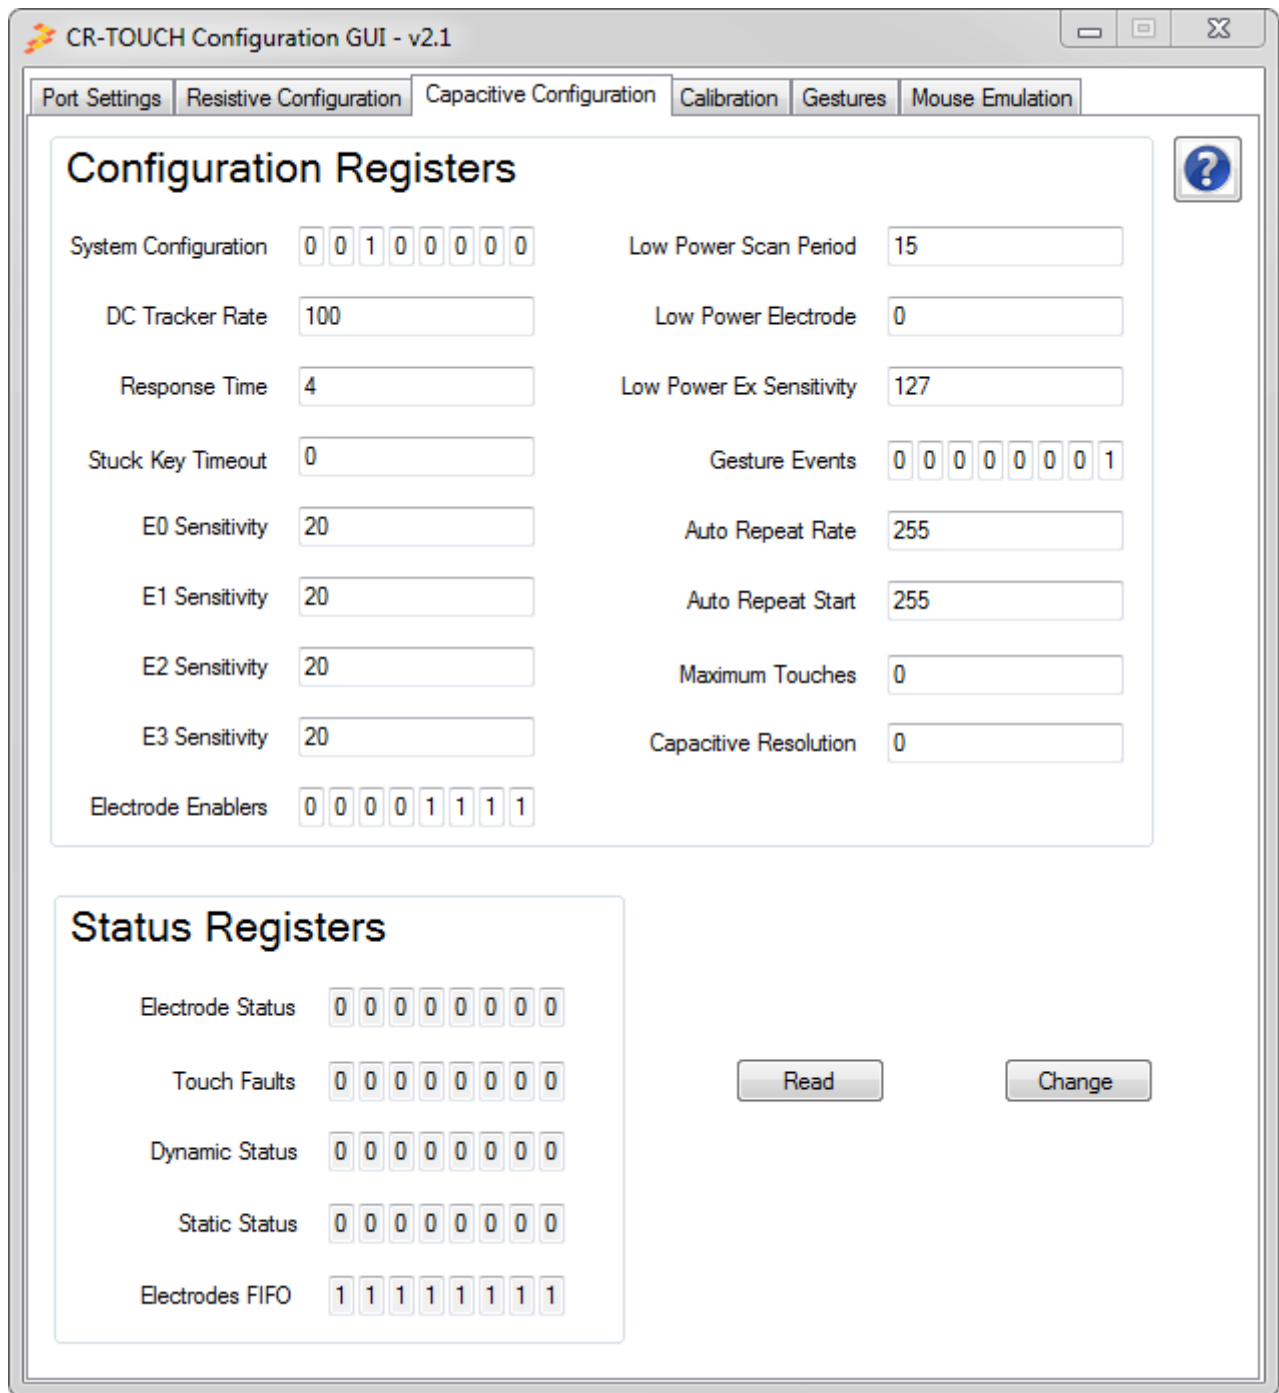 CR-TOUCH Configuration GUI - v2.1
Port Settings Resistive Configuration Capacitive Configuration Calibration Gestures Mouse Emulation
Configuration Registers
?
System Configuration 0 0 1 0 0 0 0 0
DC Tracker Rate 100
Response Time 4
Stuck Key Timeout 0
E0 Sensitivity 20
E1 Sensitivity 20
E2 Sensitivity 20
E3 Sensitivity 20
Electrode Enablers 0 0 0 0 1 1 1 1
Low Power Scan Period 15
Low Power Electrode 0
Low Power Ex Sensitivity 127
Gesture Events 0 0 0 0 0 0 0 1
Auto Repeat Rate 255
Auto Repeat Start 255
Maximum Touches 0
Capacitive Resolution 0
Status Registers
Electrode Status 0 0 0 0 0 0 0 0
Touch Faults 0 0 0 0 0 0 0 0
Dynamic Status 0 0 0 0 0 0 0 0
Static Status 0 0 0 0 0 0 0 0
Electrodes FIFO 1 1 1 1 1 1 1 1
Read Change